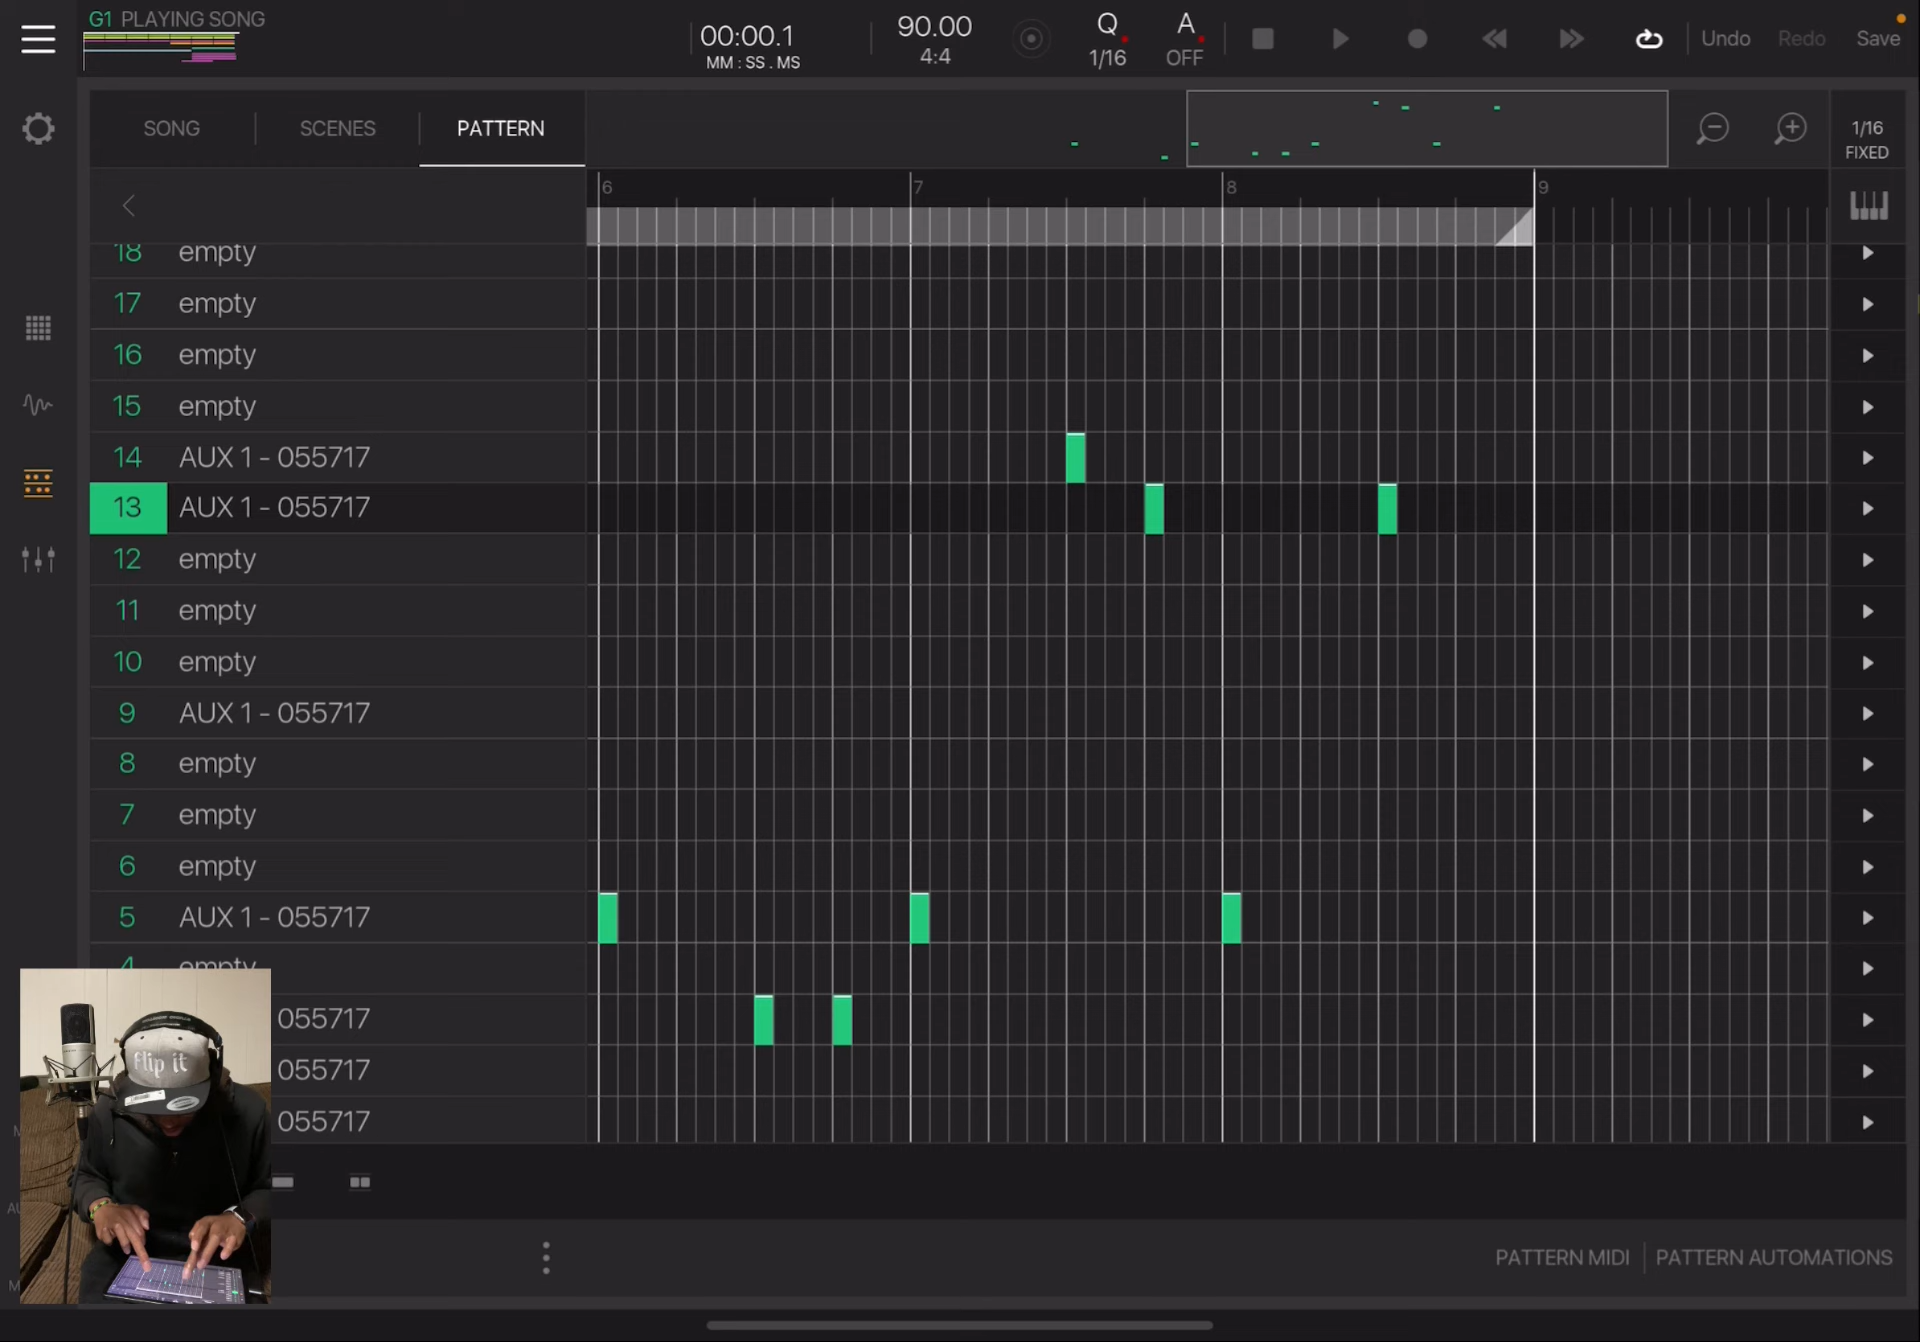 G1 PLAYING SONG
00:00.1
MM : SS . MS
90.00
4:4
Q
1/16
A
OFF
Undo
Redo
Save
SONG
SCENES
PATTERN
1/16
FIXED
6
7
8
9
18 empty
17 empty
16 empty
15 empty
14 AUX 1 - 055717
13 AUX 1 - 055717
12 empty
11 empty
10 empty
9 AUX 1 - 055717
8 empty
7 empty
6 empty
5 AUX 1 - 055717
4 empty
055717
055717
055717
flip it
PATTERN MIDI
PATTERN AUTOMATIONS